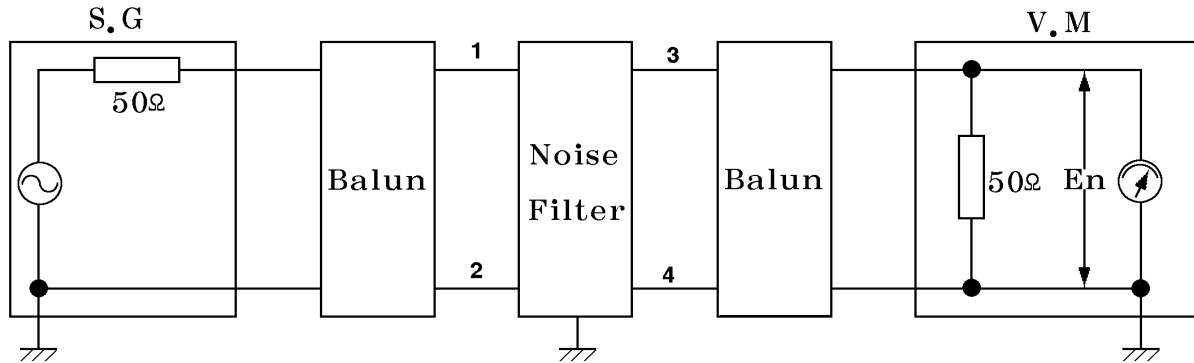 S.G
V.M
1
3
50Ω
Balun
Noise
Filter
Balun
50Ω
En
2
4